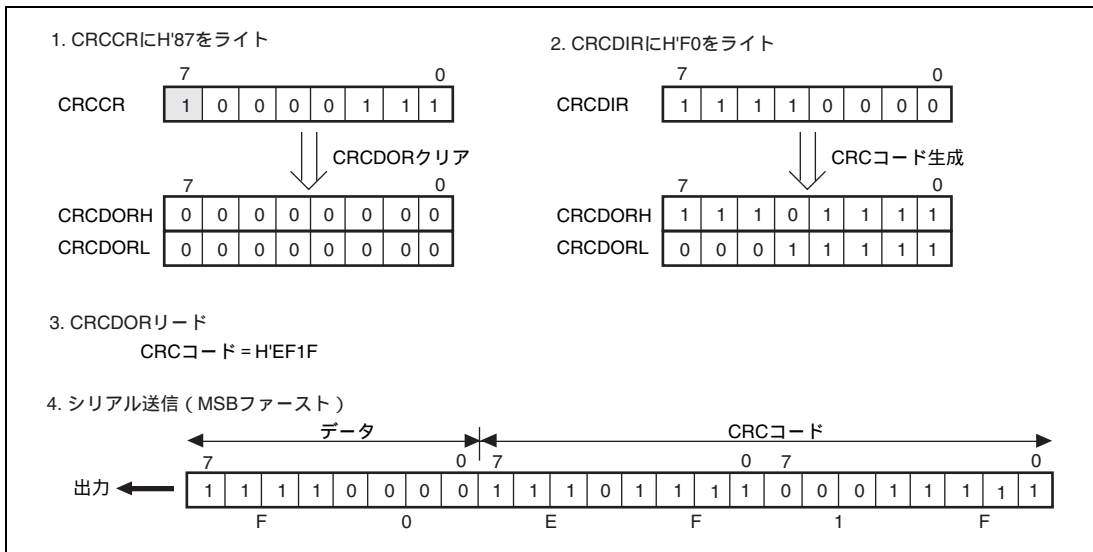 1. CRCCRにH'87をライト
7 0
CRCCR 1 0 0 0 0 1 1 1
CRCDORクリア
7 0
CRCDORH 0 0 0 0 0 0 0 0
CRCDORL 0 0 0 0 0 0 0 0
2. CRCDIRにH'F0をライト
7 0
CRCDIR 1 1 1 1 0 0 0 0
CRCコード生成
7 0
CRCDORH 1 1 1 0 1 1 1 1
CRCDORL 0 0 0 1 1 1 1 1
3. CRCDORリード
CRCコード = H'EF1F
4. シリアル送信（MSBファースト）
データ CRCコード
7 0 7 0 7 0
出力 1 1 1 1 0 0 0 0 1 1 1 0 1 1 1 1 0 0 0 1 1 1 1 1
F 0 E F 1 F